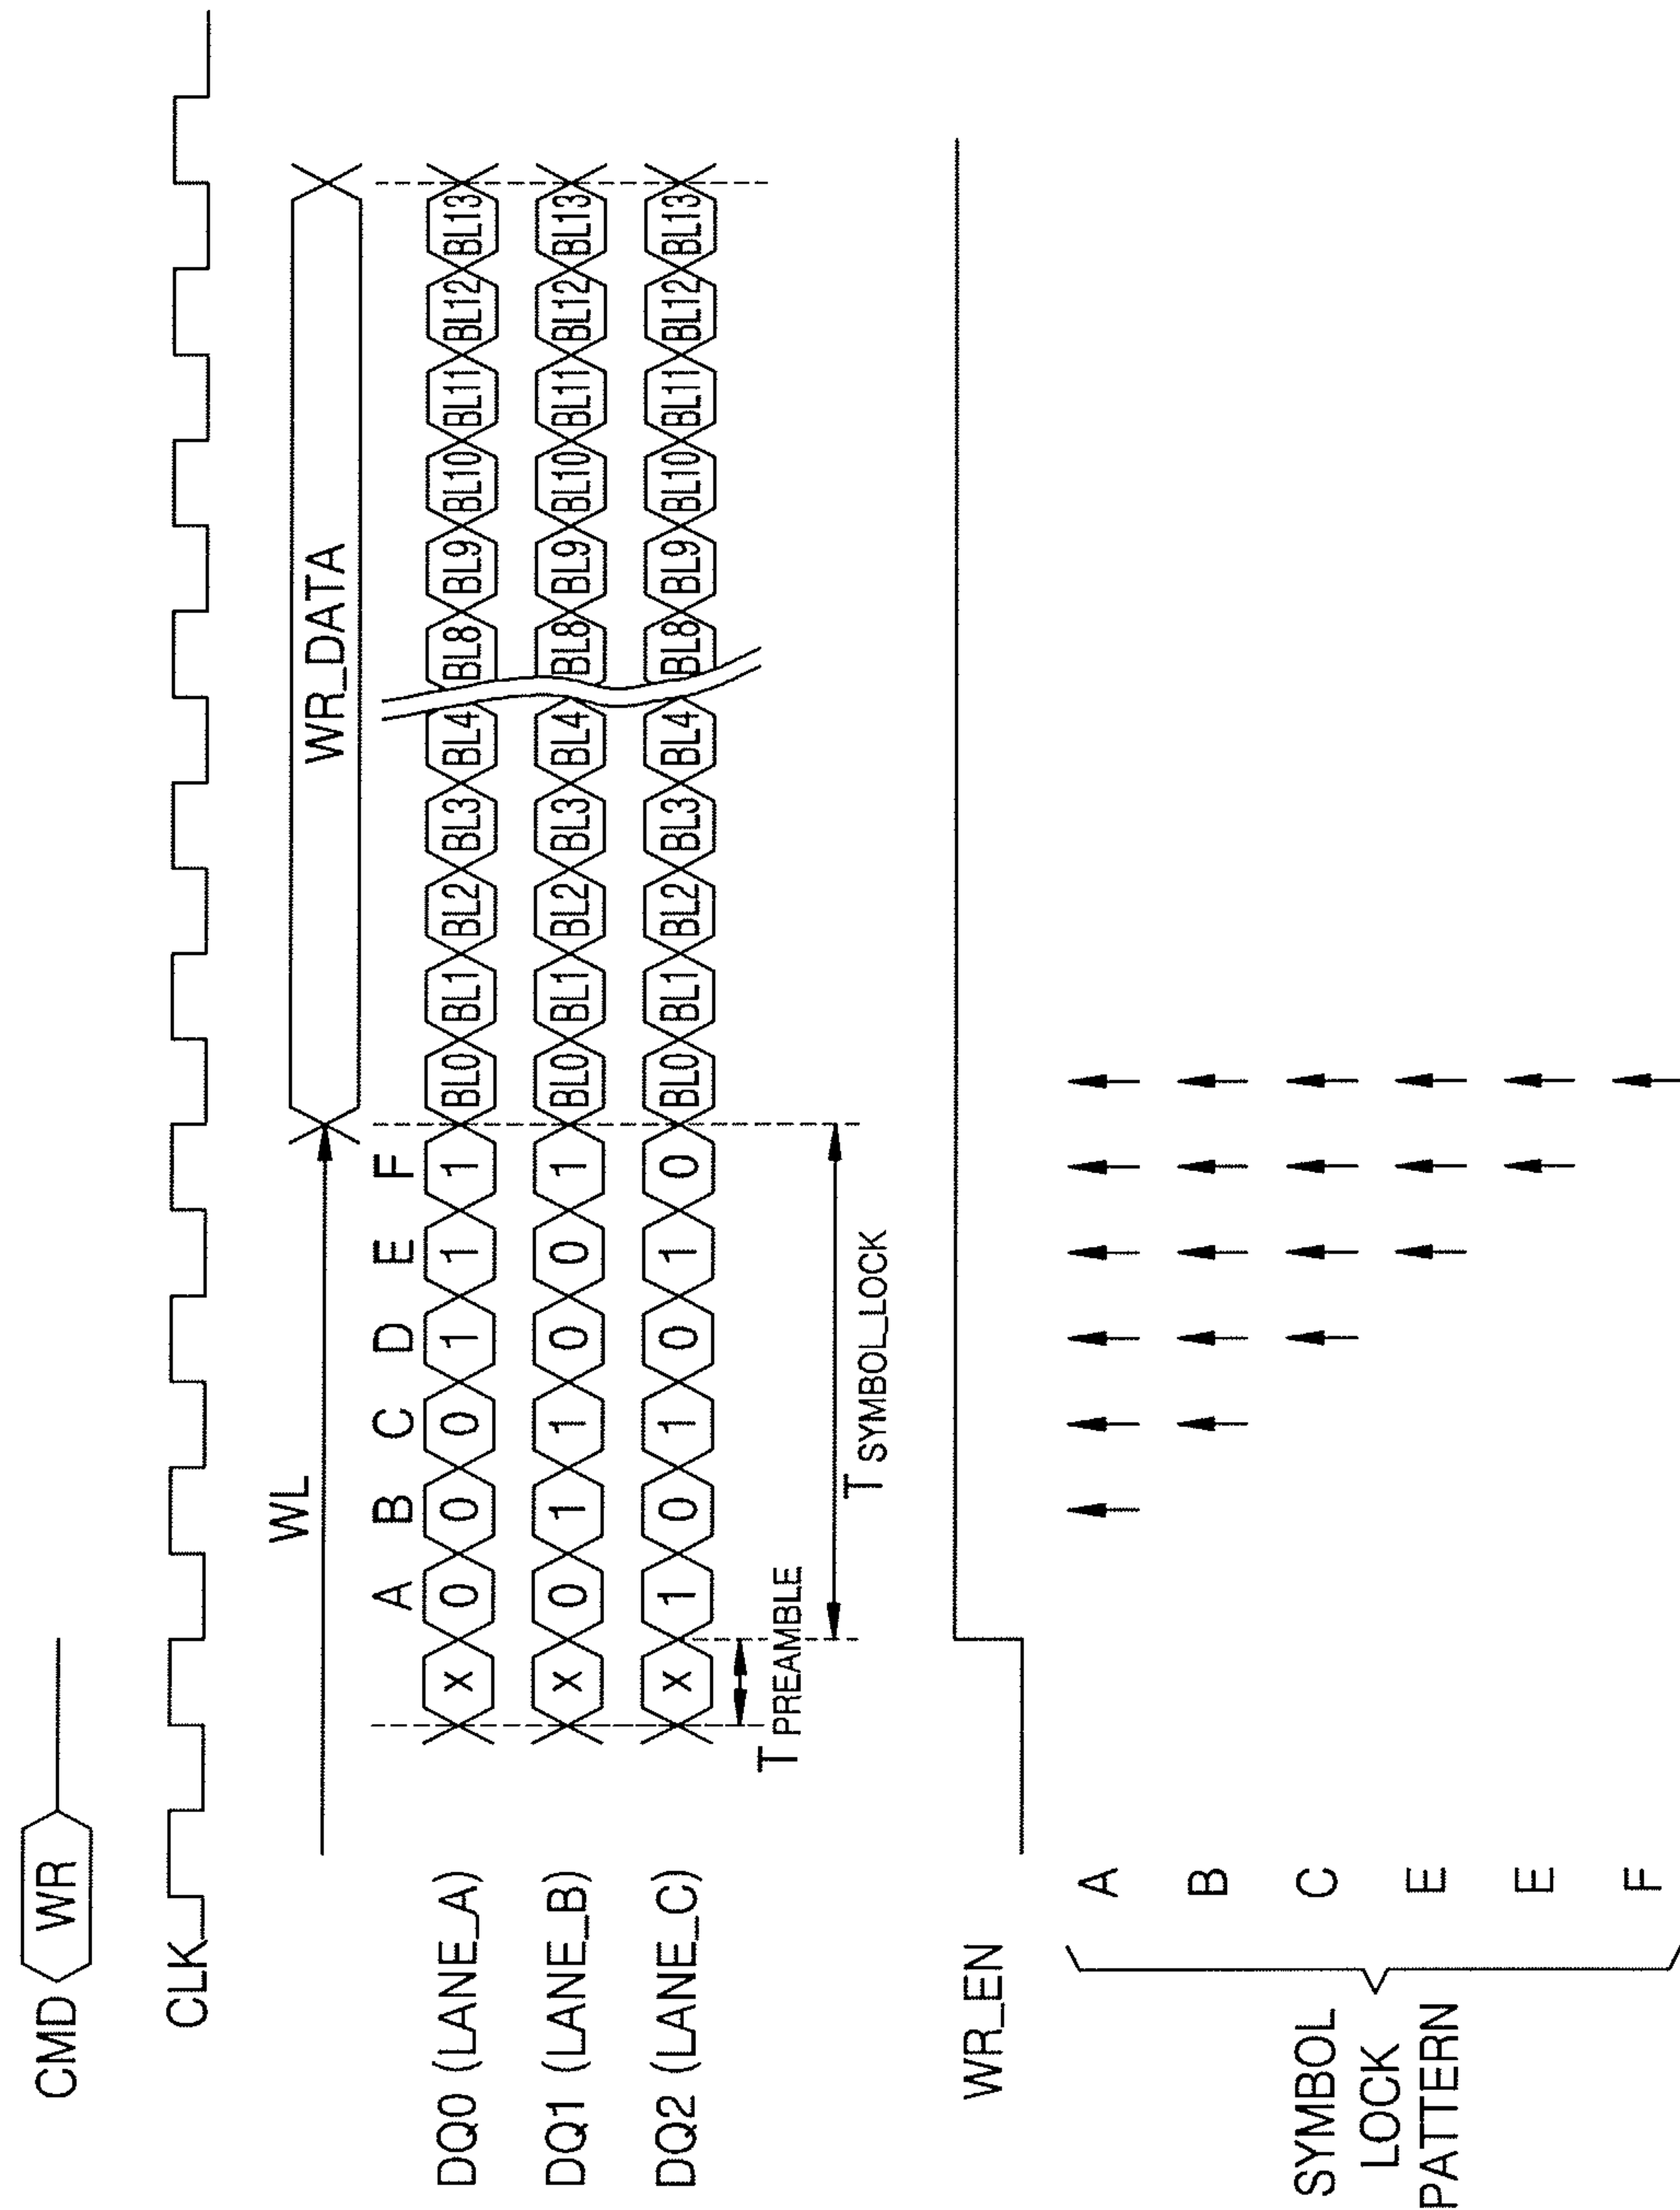 CMD WR
CLK
WL WR_DATA
A B C D E F
DQ0 (LANE_A) X 0 0 0 1 1 1 BL0 BL1 BL2 BL3 BL4 BL8 BL9 BL10 BL11 BL12 BL13
DQ1 (LANE_B) X 0 1 1 0 0 1 BL0 BL1 BL2 BL3 BL4 BL8 BL9 BL10 BL11 BL12 BL13
DQ2 (LANE_C) X 1 0 1 0 1 0 BL0 BL1 BL2 BL3 BL4 BL8 BL9 BL10 BL11 BL12 BL13
T PREAMBLE
T SYMBOL_LOCK
WR_EN
SYMBOL
LOCK
PATTERN
A
B
C
E
E
F